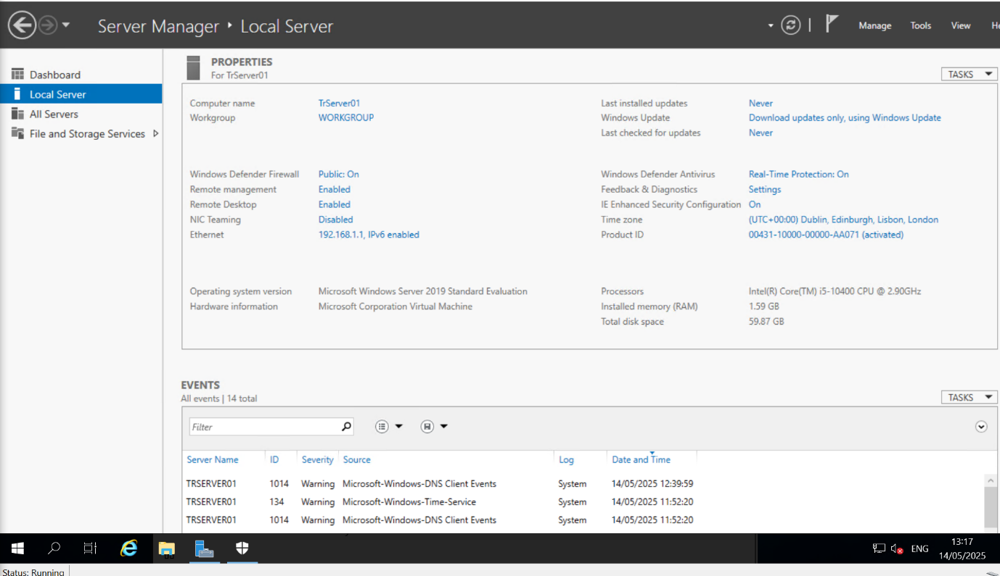 Server Manager ‣ Local Server
Manage Tools View
Dashboard
Local Server
All Servers
File and Storage Services
PROPERTIES
For TrServer01
TASKS
Computer name TrServer01
Workgroup WORKGROUP
Last installed updates Never
Windows Update Download updates only, using Windows Update
Last checked for updates Never
Windows Defender Firewall Public: On
Remote management Enabled
Remote Desktop Enabled
NIC Teaming Disabled
Ethernet 192.168.1.1, IPv6 enabled
Windows Defender Antivirus Real-Time Protection: On
Feedback & Diagnostics Settings
IE Enhanced Security Configuration On
Time zone (UTC+00:00) Dublin, Edinburgh, Lisbon, London
Product ID 00431-10000-00000-AA071 (activated)
Operating system version Microsoft Windows Server 2019 Standard Evaluation
Hardware information Microsoft Corporation Virtual Machine
Processors Intel(R) Core(TM) i5-10400 CPU @ 2.90GHz
Installed memory (RAM) 1.59 GB
Total disk space 59.87 GB
EVENTS
All events | 14 total
TASKS
Filter
Server Name ID Severity Source Log Date and Time
TRSERVER01 1014 Warning Microsoft-Windows-DNS Client Events System 14/05/2025 12:39:59
TRSERVER01 134 Warning Microsoft-Windows-Time-Service System 14/05/2025 11:52:20
TRSERVER01 1014 Warning Microsoft-Windows-DNS Client Events System 14/05/2025 11:52:20
ENG
13:17
14/05/2025
Status: Running